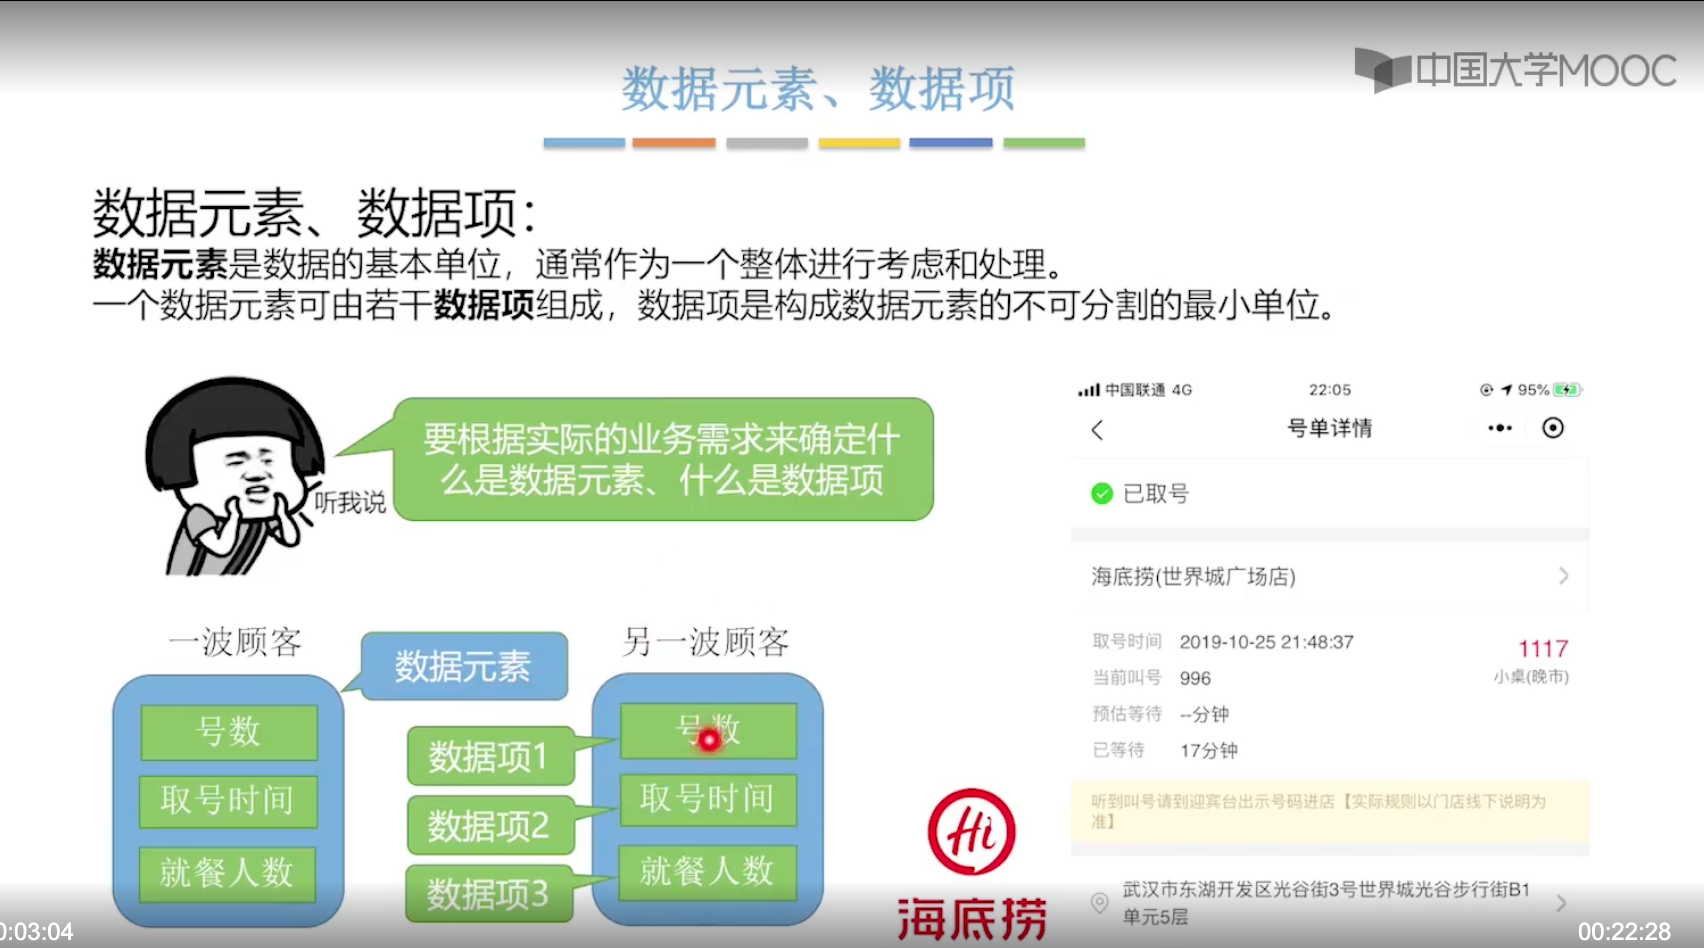 中国大学MOOC
数据元素、数据项
数据元素、数据项：
数据元素是数据的基本单位，通常作为一个整体进行考虑和处理。
一个数据元素可由若干数据项组成，数据项是构成数据元素的不可分割的最小单位。
听我说
要根据实际的业务需求来确定什
么是数据元素、什么是数据项
一波顾客
数据元素
另一波顾客
号数
取号时间
就餐人数
数据项1
数据项2
数据项3
号数
取号时间
就餐人数
Hi
海底捞
中国联通 4G
22:05
95%
号单详情
已取号
海底捞(世界城广场店)
取号时间 2019-10-25 21:48:37
1117
当前叫号 996
小桌(晚市)
预估等待 --分钟
已等待 17分钟
听到叫号请到迎宾台出示号码进店【实际规则以门店线下说明为
准】
武汉市东湖开发区光谷街3号世界城光谷步行街B1
单元5层
0:03:04
00:22:28